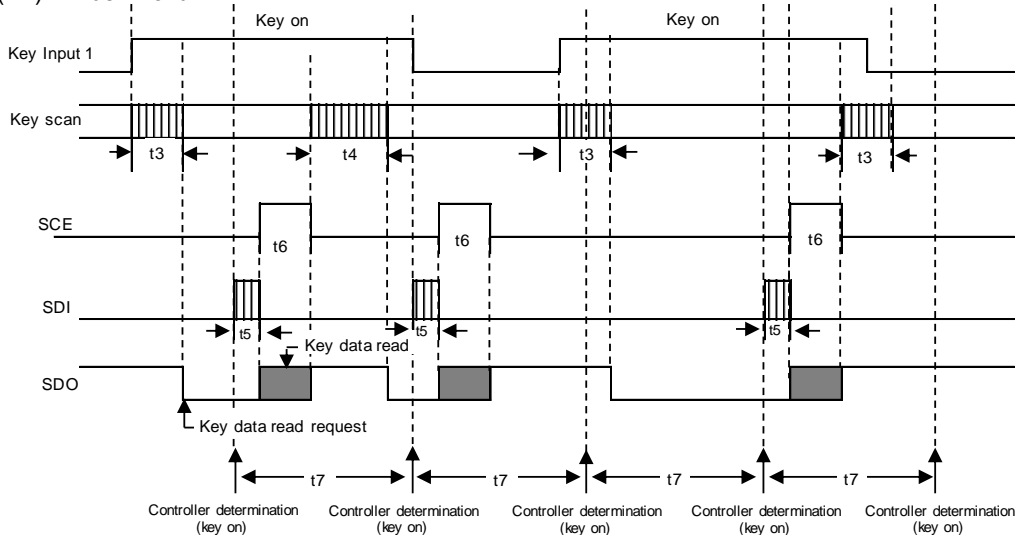 Key on
Key on
Key Input 1
Key scan
t3
t4
t3
t3
SCE
t6
t6
t6
SDI
t5
t5
t5
Key data read
SDO
Key data read request
t7
t7
t7
t7
Controller determination
(key on)
Controller determination
(key on)
Controller determination
(key on)
Controller determination
(key on)
Controller determination
(key on)